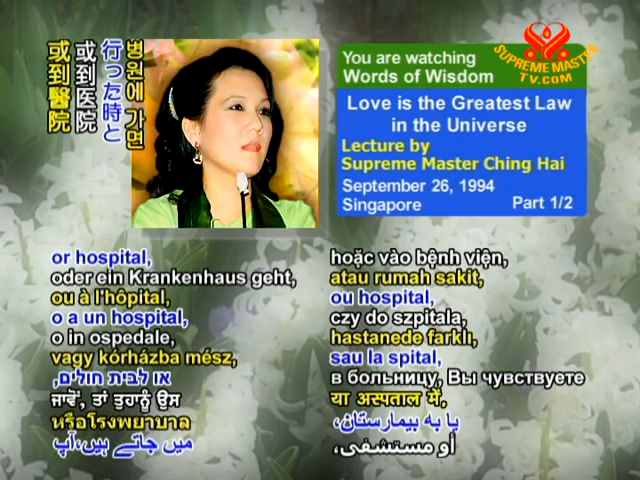 병원에 가면
行った時と
或到医院
或到醫院
SUPREME MASTER
TV.COM
You are watching
Words of Wisdom
Love is the Greatest Law
in the Universe
Lecture by
Supreme Master Ching Hai
September 26, 1994
Singapore
Part 1/2
or hospital,
oder ein Krankenhaus geht,
ou à l'hôpital,
o a un hospital,
o in ospedale,
vagy kórházba mész,
או לבית חולים,
ਜਾਵੋਂ, ਤਾਂ ਤੁਹਾਨੂੰ ਉਸ
หรือโรงพยาบาล
میں جاتے ہیں،آپ
hoặc vào bệnh viện,
atau rumah sakit,
ou hospital,
czy do szpitala,
hastanede farklı,
sau la spital,
в больницу, Вы чувствуете
या अस्पताल में,
یا به بیمارستان،
أو مستشفى،